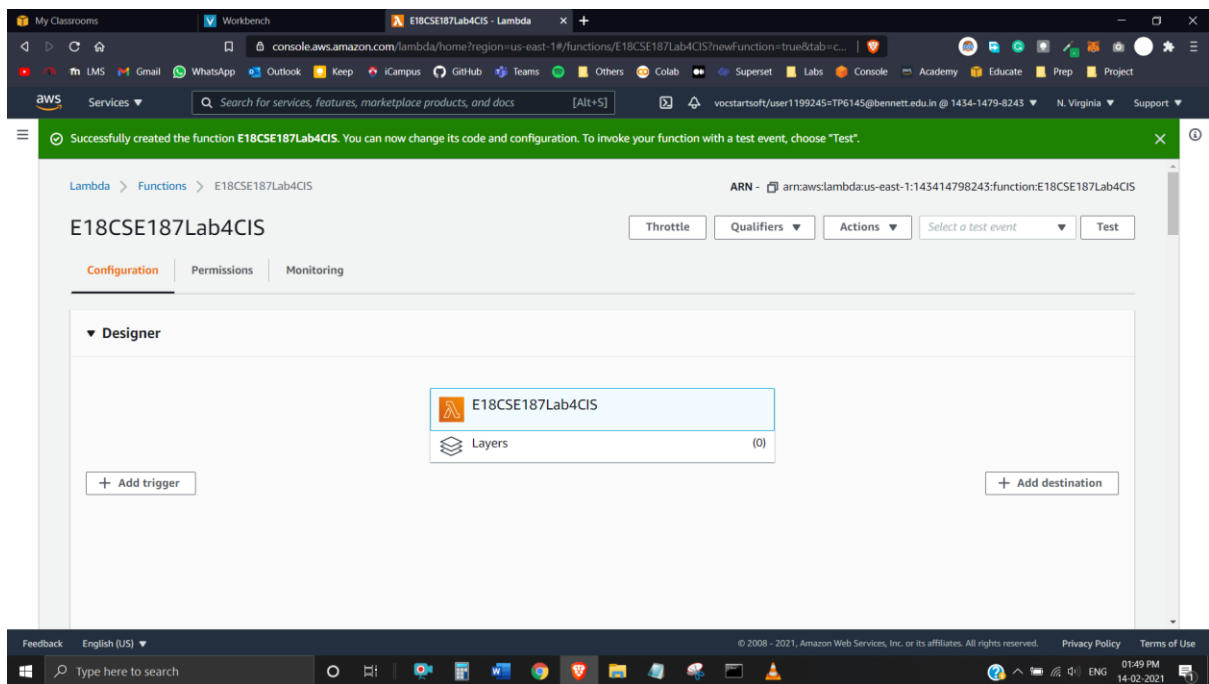 My Classrooms
Workbench
E18CSE187Lab4CIS - Lambda
console.aws.amazon.com/lambda/home?region=us-east-1#/functions/E18CSE187Lab4CIS?newFunction=true&tab=c...
LMS Gmail WhatsApp Outlook Keep iCampus GitHub Teams Others Colab Superset Labs Console Academy Educate Prep Project
aws Services Search for services, features, marketplace products, and docs [Alt+S] vocstartsoft/user1199245=TP6145@bennett.edu.in @ 1434-1479-8243 N. Virginia Support
Successfully created the function E18CSE187Lab4CIS. You can now change its code and configuration. To invoke your function with a test event, choose "Test".
Lambda > Functions > E18CSE187Lab4CIS
ARN - arn:aws:lambda:us-east-1:143414798243:function:E18CSE187Lab4CIS
E18CSE187Lab4CIS
Throttle Qualifiers Actions Select a test event Test
Configuration Permissions Monitoring
Designer
E18CSE187Lab4CIS
Layers (0)
+ Add trigger
+ Add destination
Feedback English (US) © 2008 - 2021, Amazon Web Services, Inc. or its affiliates. All rights reserved. Privacy Policy Terms of Use
Type here to search
ENG
01:49 PM
14-02-2021